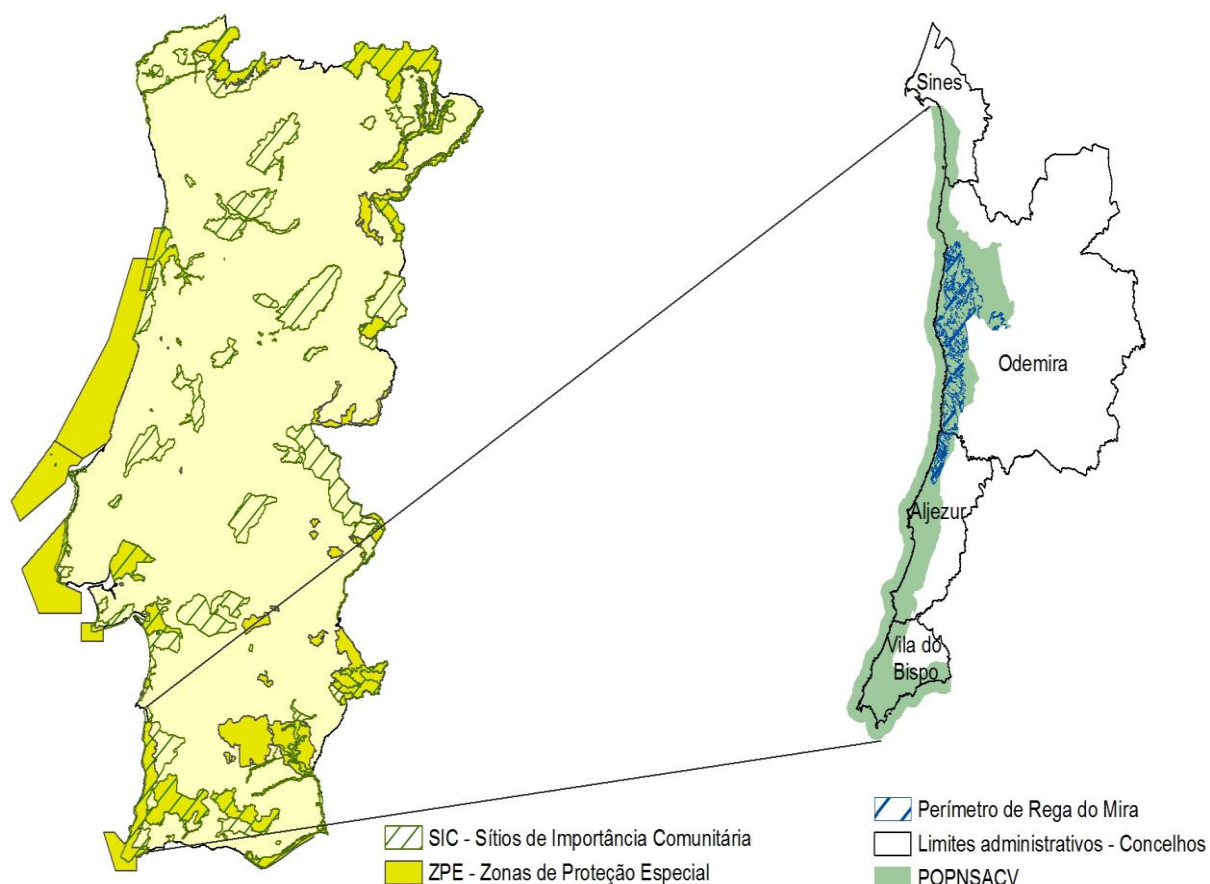 Sines
Odemira
Aljezur
Vila do
Bispo
SIC - Sítios de Importância Comunitária
ZPE - Zonas de Proteção Especial
Perímetro de Rega do Mira
Limites administrativos - Concelhos
POPNSACV